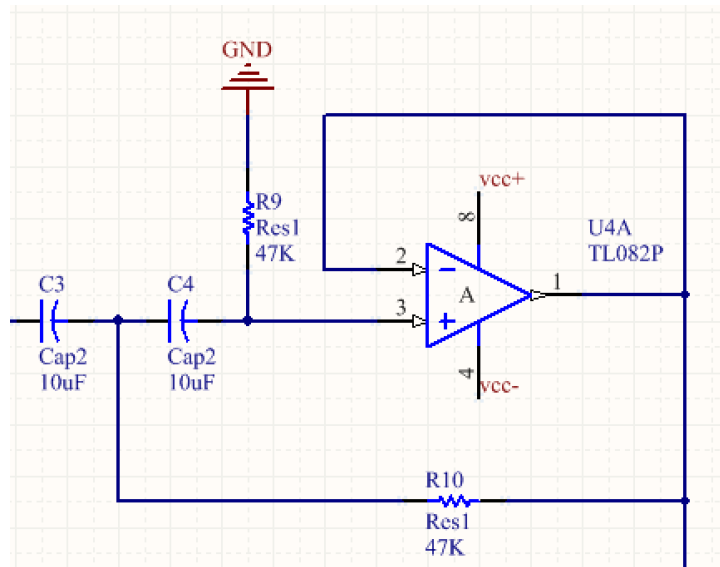 GND
R9
Res1
47K
vcc+
8
U4A
TL082P
2
−
A
1
3
+
C3
C4
Cap2
10uF
Cap2
10uF
4
vcc-
R10
Res1
47K